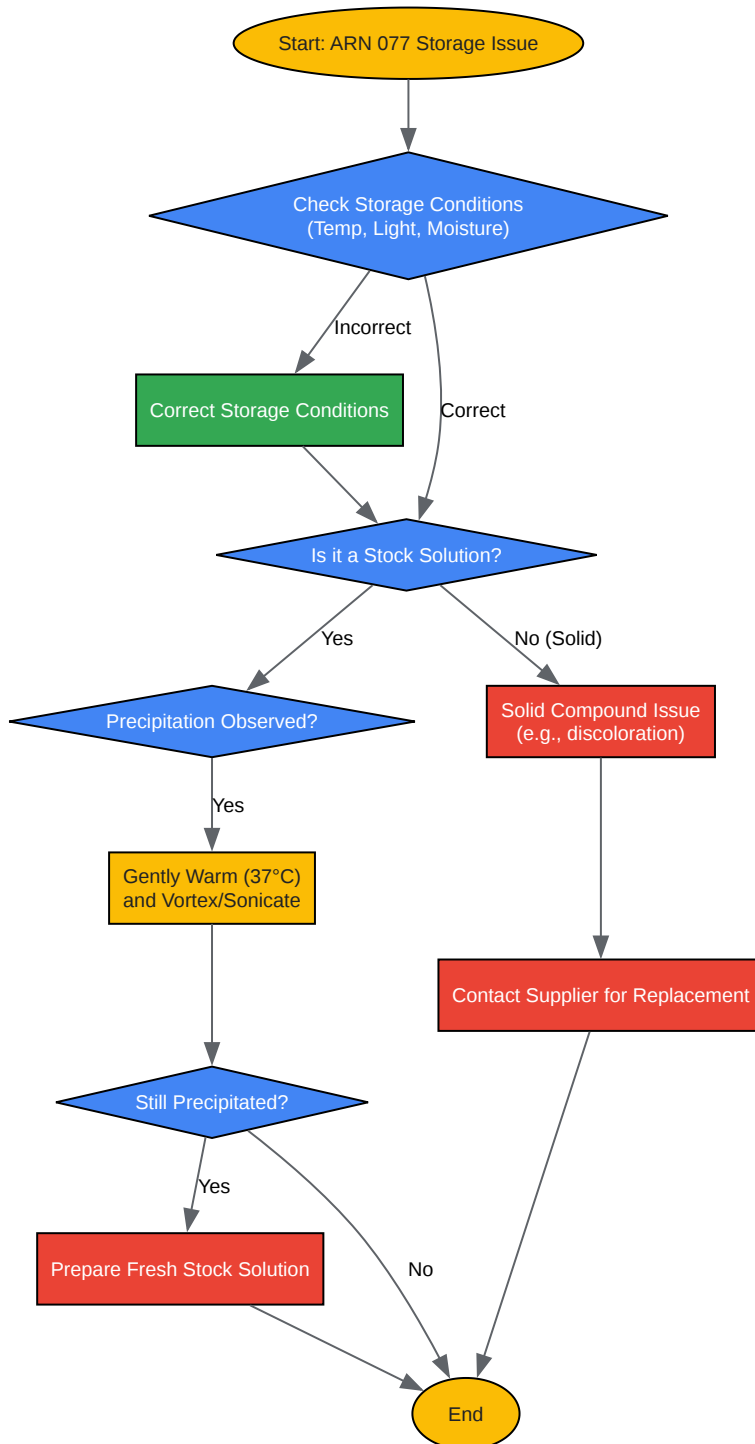 Start: ARN 077 Storage Issue
Check Storage Conditions
(Temp, Light, Moisture)
Incorrect
Correct Storage Conditions
Correct
Is it a Stock Solution?
Yes
No (Solid)
Precipitation Observed?
Solid Compound Issue
(e.g., discoloration)
Yes
Gently Warm (37°C)
and Vortex/Sonicate
Contact Supplier for Replacement
Still Precipitated?
Yes
Prepare Fresh Stock Solution
No
End